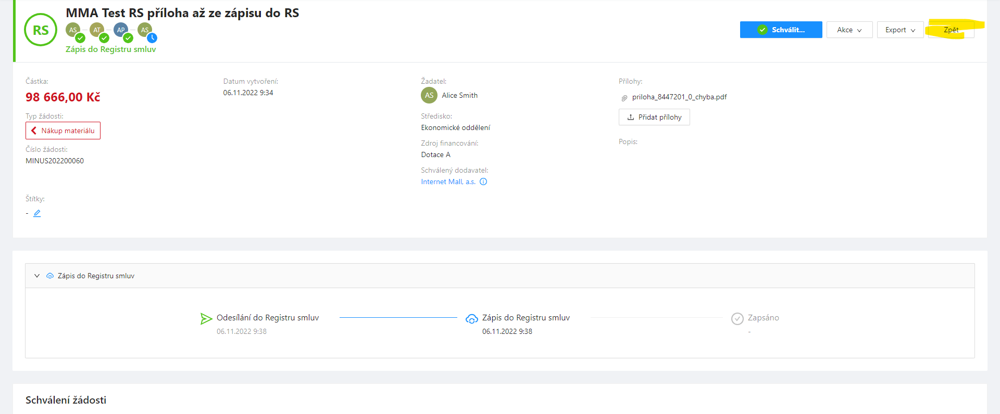 MMA Test RS příloha až ze zápisu do RS
RS
AS AT AP AS
Zápis do Registru smluv
Schválit... Akce Export Zpět
Částka:
98 666,00 Kč
Typ žádosti:
Nákup materiálu
Číslo žádosti:
MINUS202200060
Štítky:
-
Datum vytvoření:
06.11.2022 9:34
Žadatel:
AS Alice Smith
Středisko:
Ekonomické oddělení
Zdroj financování:
Dotace A
Schválený dodavatel:
Internet Mall, a.s.
Přílohy:
priloha_8447201_0_chyba.pdf
Přidat přílohy
Popis:
Zápis do Registru smluv
Odesílání do Registru smluv
06.11.2022 9:38
Zápis do Registru smluv
06.11.2022 9:38
Zapsáno
-
Schválení žádosti